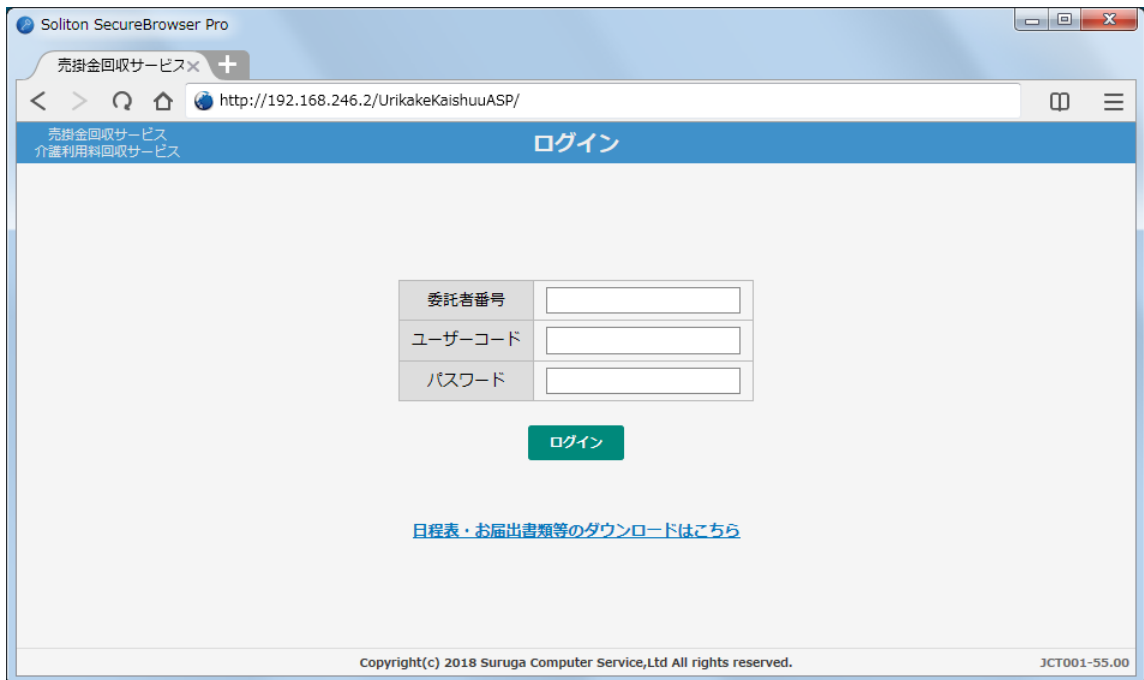 Soliton SecureBrowser Pro
売掛金回収サービス
http://192.168.246.2/UrikakeKaishuuASP/
売掛金回収サービス
介護利用料回収サービス
ログイン
委託者番号
ユーザーコード
パスワード
ログイン
日程表・お届出書類等のダウンロードはこちら
Copyright(c) 2018 Suruga Computer Service,Ltd All rights reserved.
JCT001-55.00